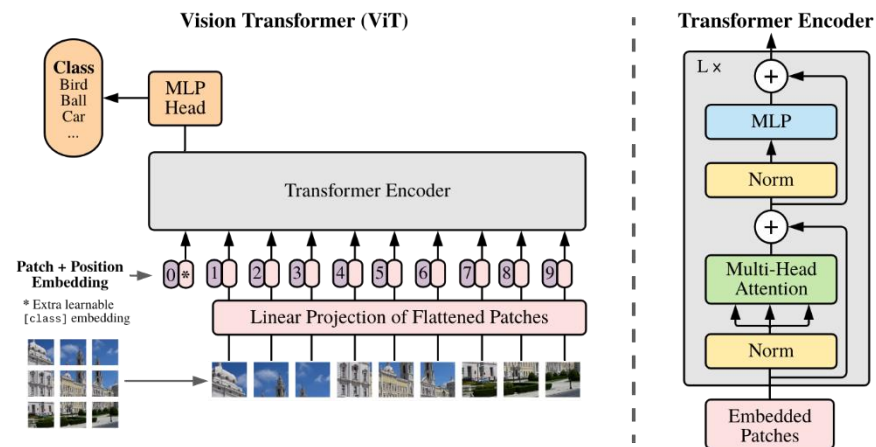 Vision Transformer (ViT)
Class
Bird
Ball
Car
...
MLP
Head
Transformer Encoder
Patch + Position
Embedding
* Extra learnable
[class] embedding
0 * 1 2 3 4 5 6 7 8 9
Linear Projection of Flattened Patches
Transformer Encoder
L ×
+
MLP
Norm
+
Multi-Head
Attention
Norm
Embedded
Patches